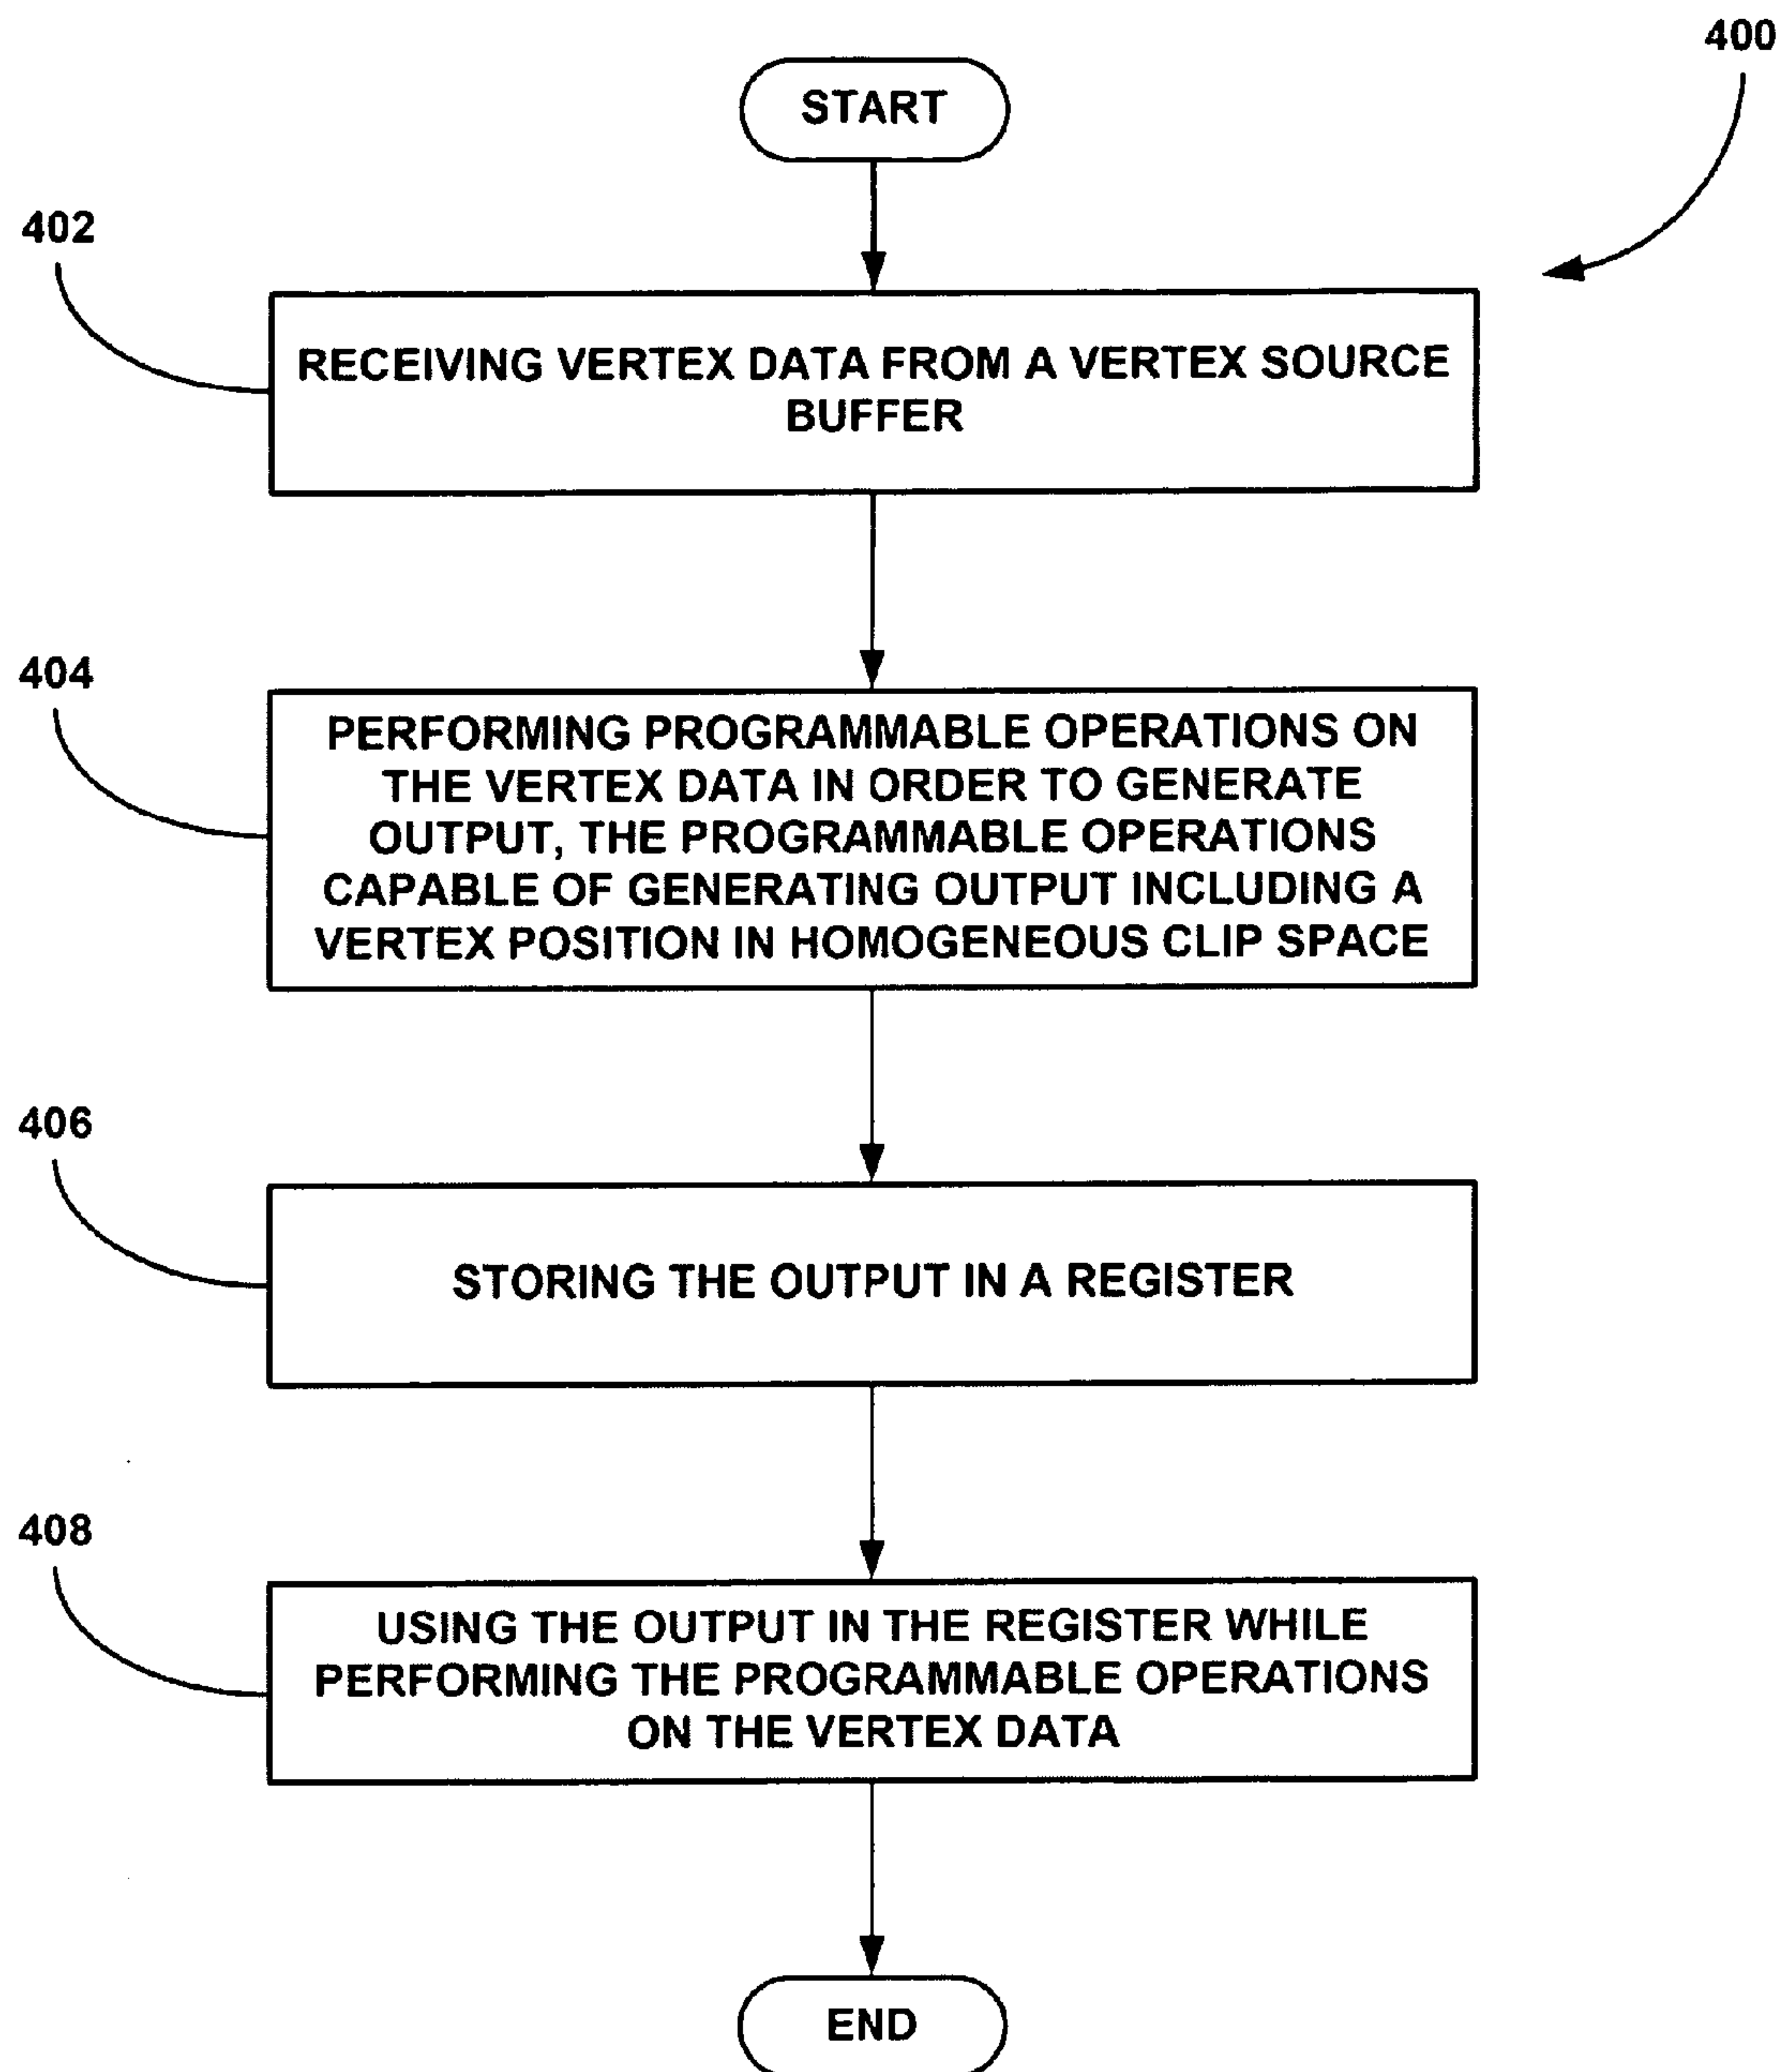 400
START
402
RECEIVING VERTEX DATA FROM A VERTEX SOURCE
BUFFER
404
PERFORMING PROGRAMMABLE OPERATIONS ON
THE VERTEX DATA IN ORDER TO GENERATE
OUTPUT, THE PROGRAMMABLE OPERATIONS
CAPABLE OF GENERATING OUTPUT INCLUDING A
VERTEX POSITION IN HOMOGENEOUS CLIP SPACE
406
STORING THE OUTPUT IN A REGISTER
408
USING THE OUTPUT IN THE REGISTER WHILE
PERFORMING THE PROGRAMMABLE OPERATIONS
ON THE VERTEX DATA
END